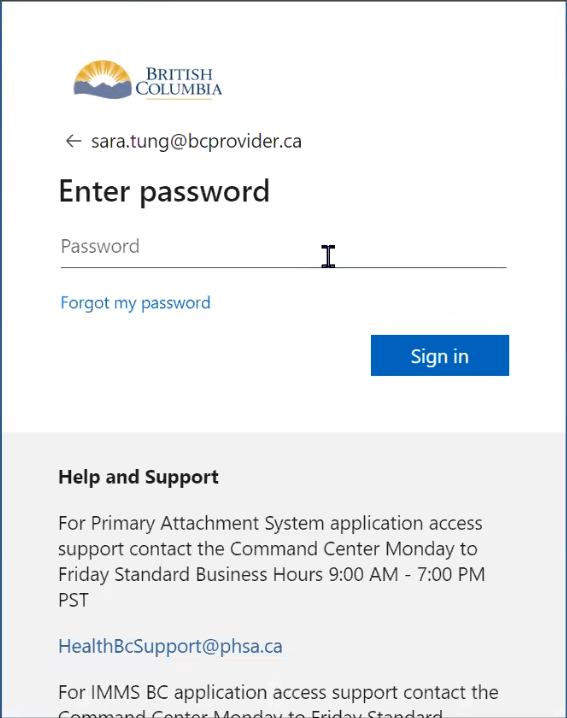 BRITISH
COLUMBIA
sara.tung@bcprovider.ca
Enter password
Password
Forgot my password
Sign in
Help and Support
For Primary Attachment System application access
support contact the Command Center Monday to
Friday Standard Business Hours 9:00 AM - 7:00 PM
PST
HealthBcSupport@phsa.ca
For IMMS BC application access support contact the
Command Center Monday to Friday Standard